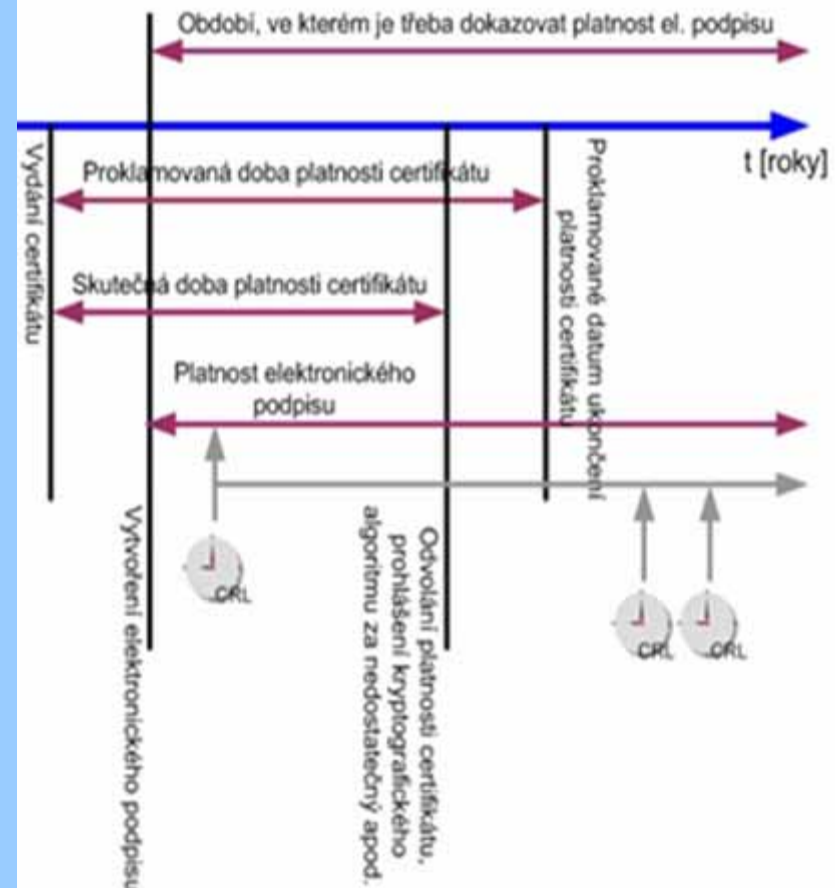 Období, ve kterém je třeba dokazovat platnost el. podpisu
t [roky]
Vydání certifikátu
Proklamovaná doba platnosti certifikátu
Proklamované datum ukončení
platnosti certifikátu
Skutečná doba platnosti certifikátu
Platnost elektronického
podpisu
Vytvoření elektronického podpisu
CRL
Odvolání platnosti certifikátu,
prohlášení kryptografického
algoritmu za nedostatečný apod.
CRL
CRL